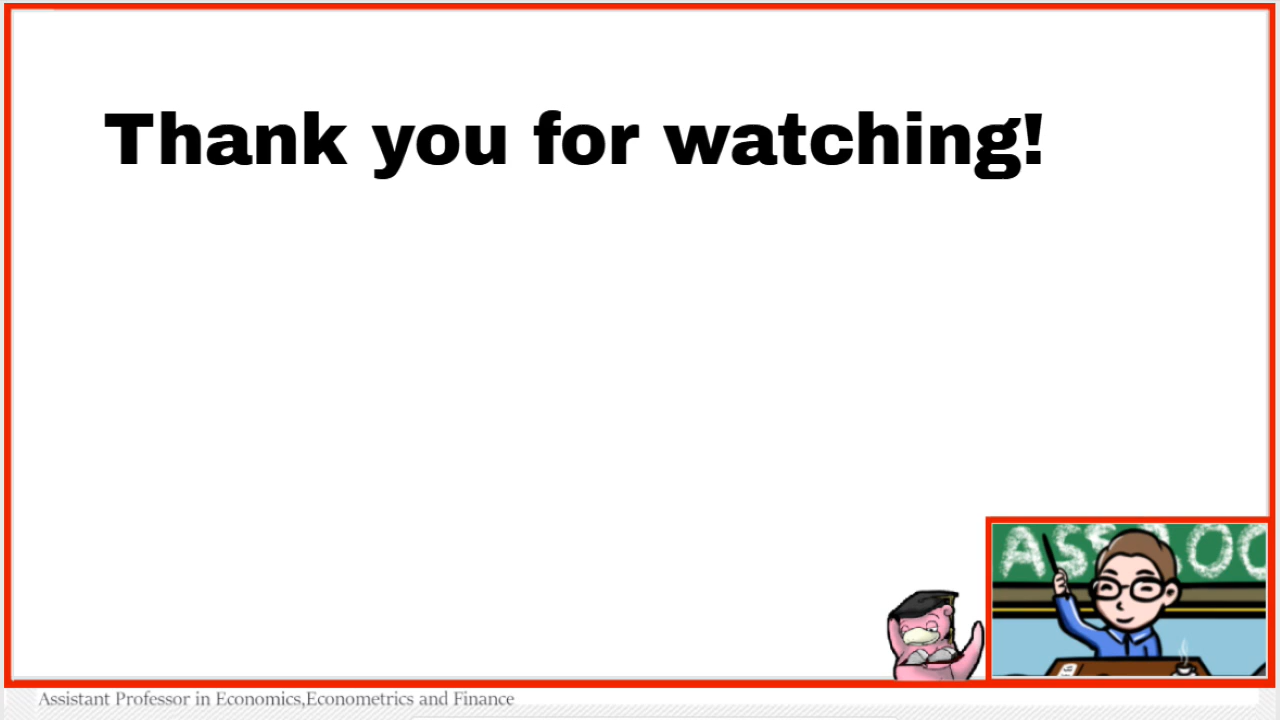 Thank you for watching!
Assistant Professor in Economics,Econometrics and Finance